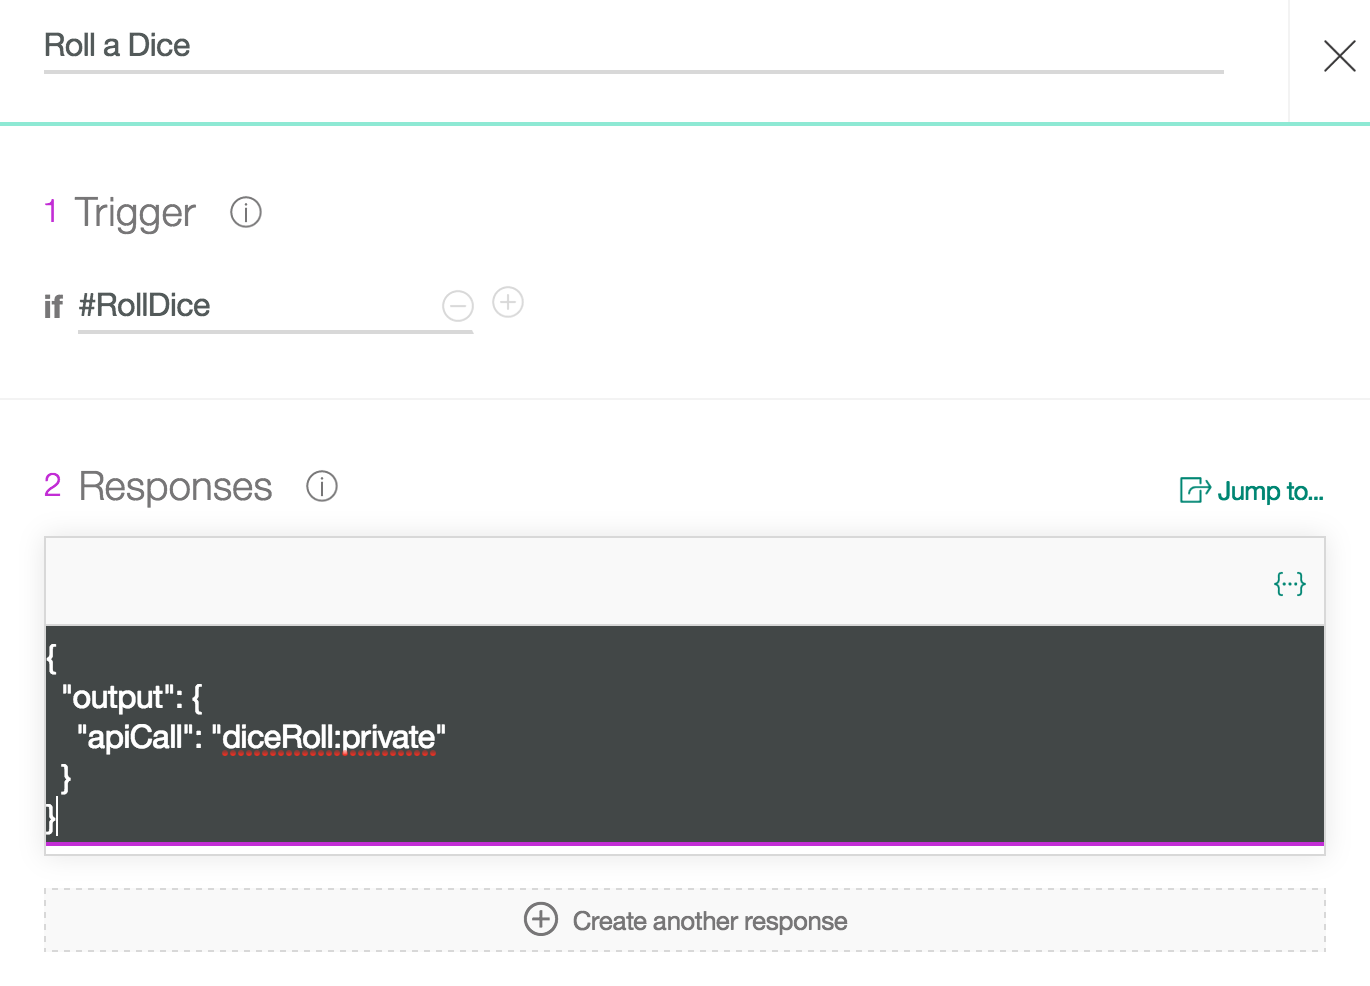 Roll a Dice
1 Trigger
if #RollDice
2 Responses
Jump to...
{...}
{
"output": {
"apiCall": "diceRoll:private"
}
}
Create another response